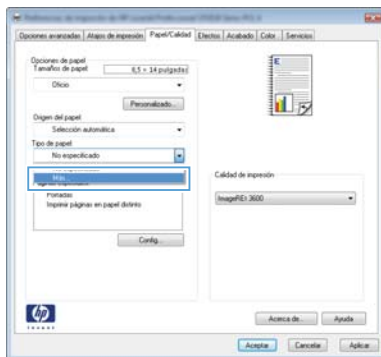 Opciones avanzadas Atajos de impresión Papel/Calidad Efectos Acabado Color Servicios
Opciones de papel
Tamaños de papel: 8,5 × 14 pulgadas
Oficio
Personalizado...
Origen del papel:
Selección automática
Tipo de papel:
No especificado
Más...
Portadas
Imprimir páginas en papel distinto
Config...
Calidad de impresión
ImageREt 3600
hp
invent
Acerca de... Ayuda
Aceptar Cancelar Aplicar